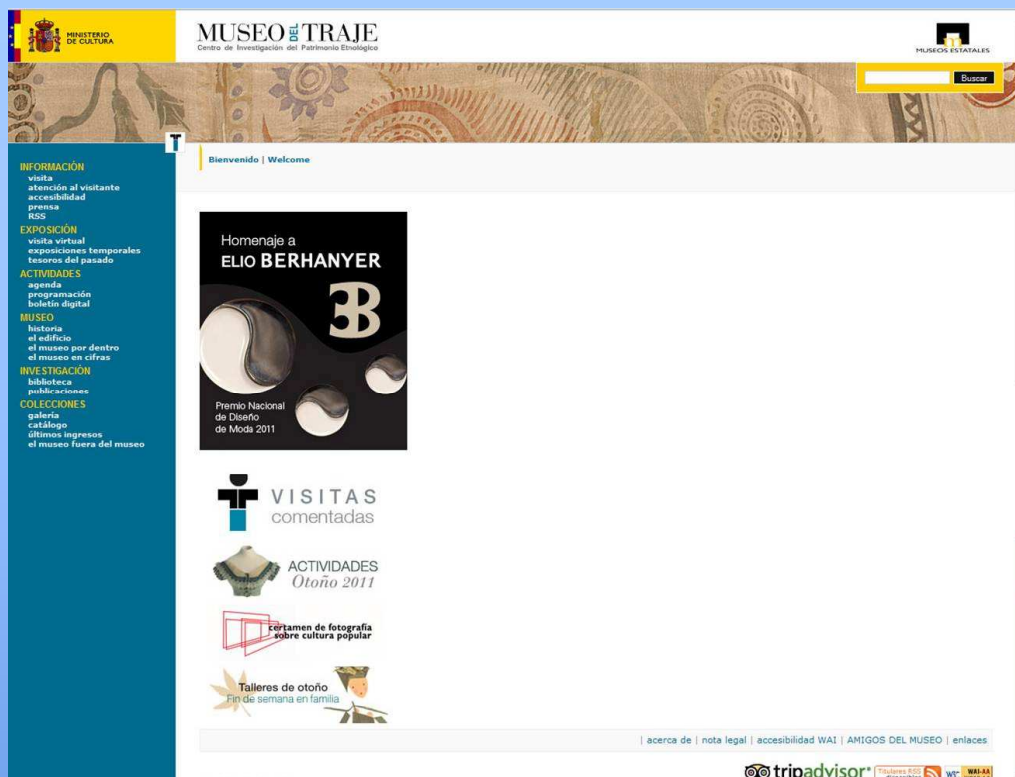 MINISTERIO
DE CULTURA
MUSEO DEL TRAJE
Centro de Investigación del Patrimonio Etnológico
MUSEOS ESTATALES
Buscar
Bienvenido | Welcome
INFORMACIÓN
visita
atención al visitante
accesibilidad
prensa
RSS
EXPOSICIÓN
visita virtual
exposiciones temporales
tesoros del pasado
ACTIVIDADES
agenda
programación
boletín digital
MUSEO
historia
el edificio
el museo por dentro
el museo en cifras
INVESTIGACIÓN
biblioteca
publicaciones
COLECCIONES
galería
catálogo
últimos ingresos
el museo fuera del museo
Homenaje a
ELIO BERHANYER
Premio Nacional
de Diseño
de Moda 2011
VISITAS
comentadas
ACTIVIDADES
Otoño 2011
certamen de fotografía
sobre cultura popular
Talleres de otoño
Fin de semana en familia
| acerca de | nota legal | accesibilidad WAI | AMIGOS DEL MUSEO | enlaces
tripadvisor
Titulares RSS
disponibles
W3C WAI-AA